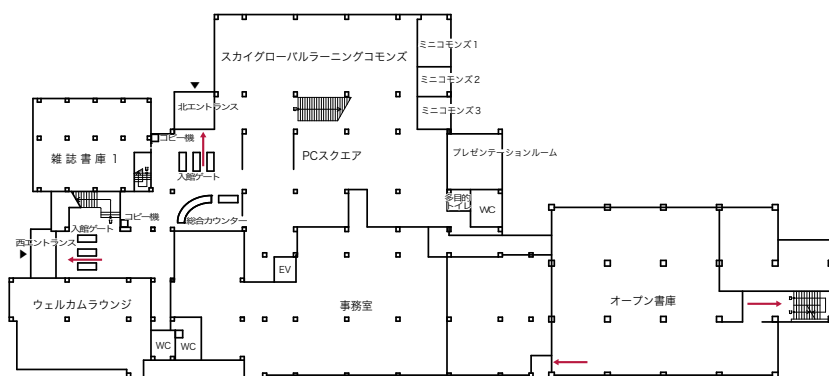 スカイグローバルラーニングコモンズ
ミニコモンズ1
ミニコモンズ2
ミニコモンズ3
北エントランス
コピー機
雑誌書庫1
PCスクエア
プレゼンテーションルーム
入館ゲート
多目的
トイレ
WC
コピー機
総合カウンター
入館ゲート
西エントランス
EV
ウェルカムラウンジ
事務室
オープン書庫
WC
WC